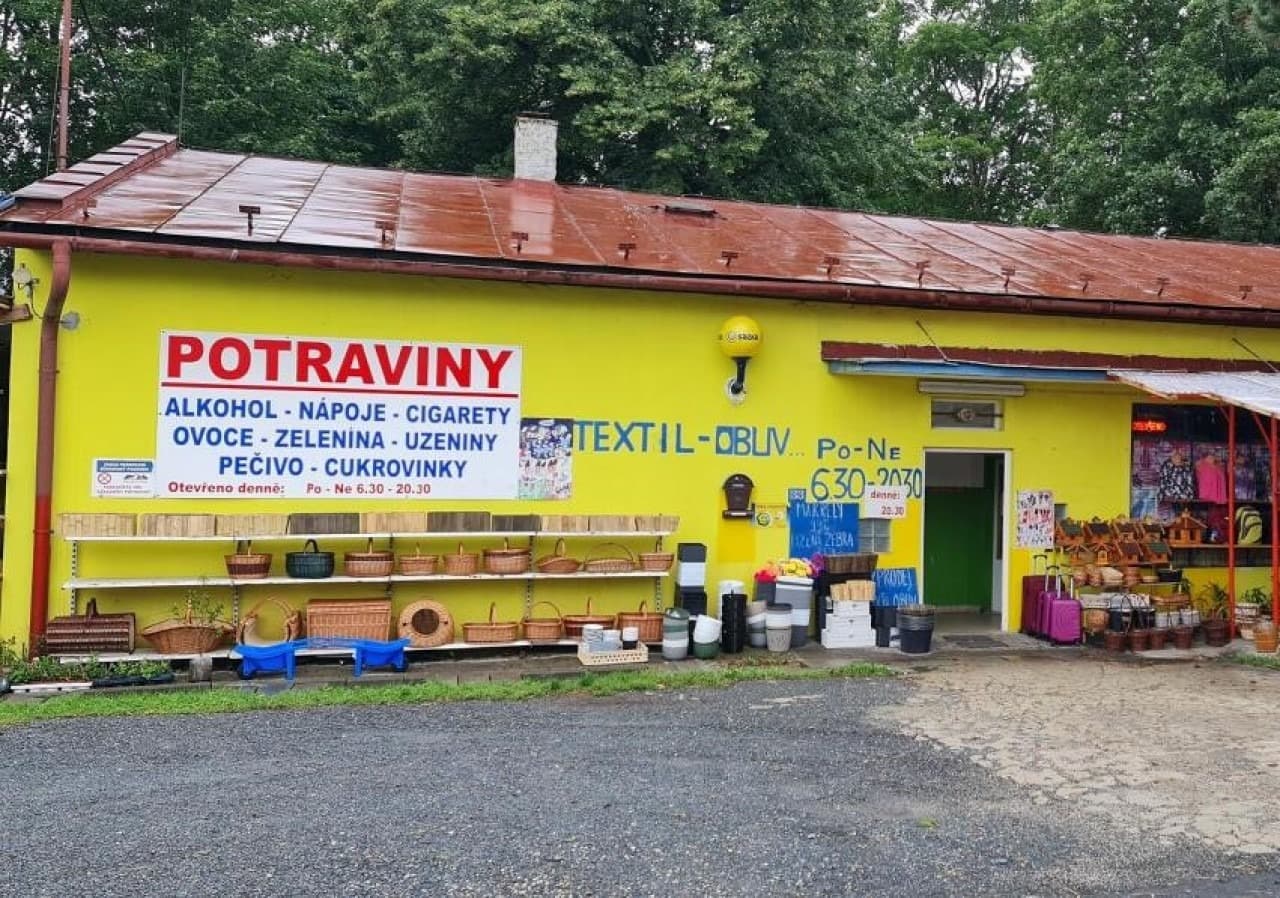 POTRAVINY
ALKOHOL - NÁPOJE - CIGARETY
OVOCE - ZELENINA - UZENINY
PEČIVO - CUKROVINKY
Otevřeno denně: Po - Ne 6.30 - 20.30
TEXTIL-OBUV...
Po-Ne
630-2030
denně:
20.30
PRODEJ